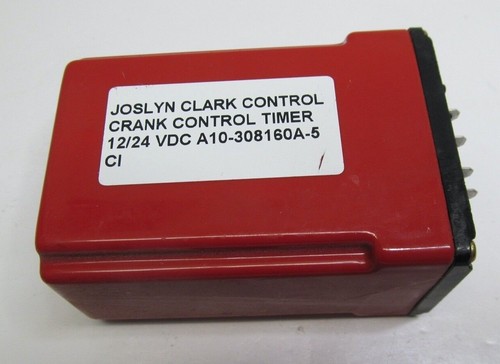 JOSLYN CLARK CONTROL
CRANK CONTROL TIMER
12/24 VDC A10-308160A-5
CI